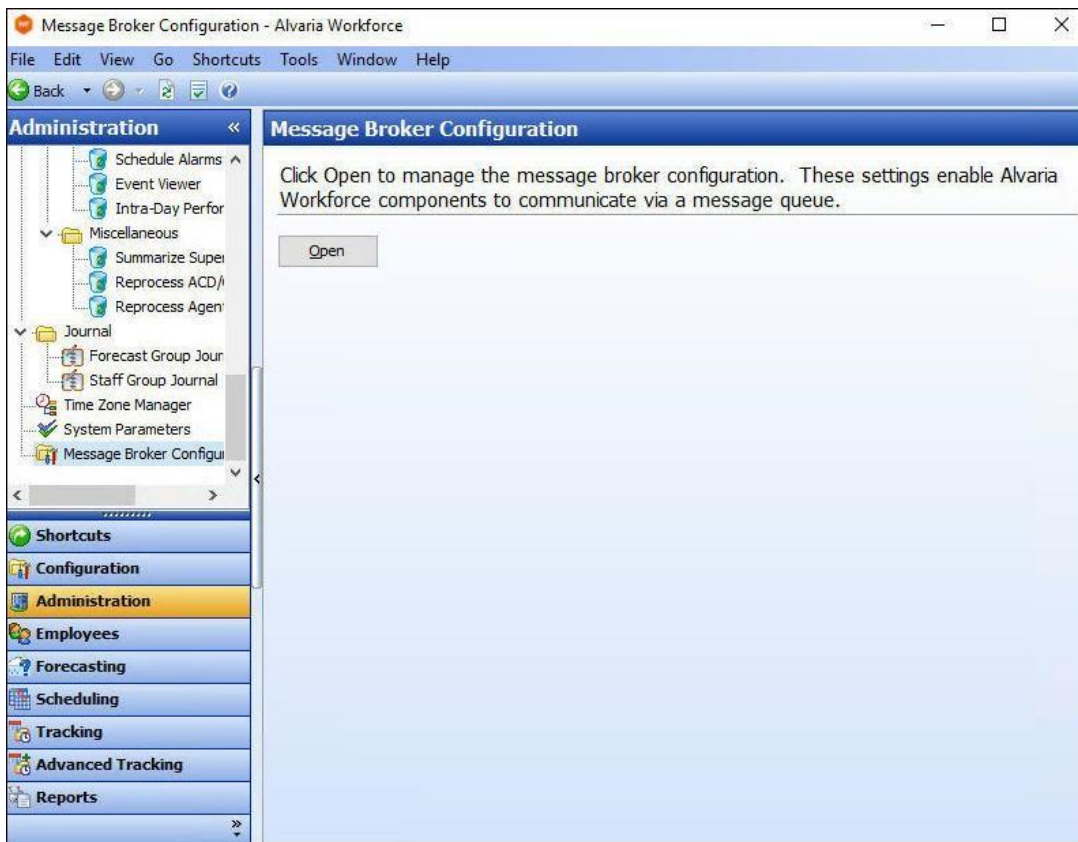 Message Broker Configuration - Alvaria Workforce
File Edit View Go Shortcuts Tools Window Help
Back
Administration «
Schedule Alarms
Event Viewer
Intra-Day Perfor
Miscellaneous
Summarize Super
Reprocess ACD/
Reprocess Agen
Journal
Forecast Group Jour
Staff Group Journal
Time Zone Manager
System Parameters
Message Broker Configu
Shortcuts
Configuration
Administration
Employees
Forecasting
Scheduling
Tracking
Advanced Tracking
Reports
»
Message Broker Configuration
Click Open to manage the message broker configuration. These settings enable Alvaria
Workforce components to communicate via a message queue.
Open